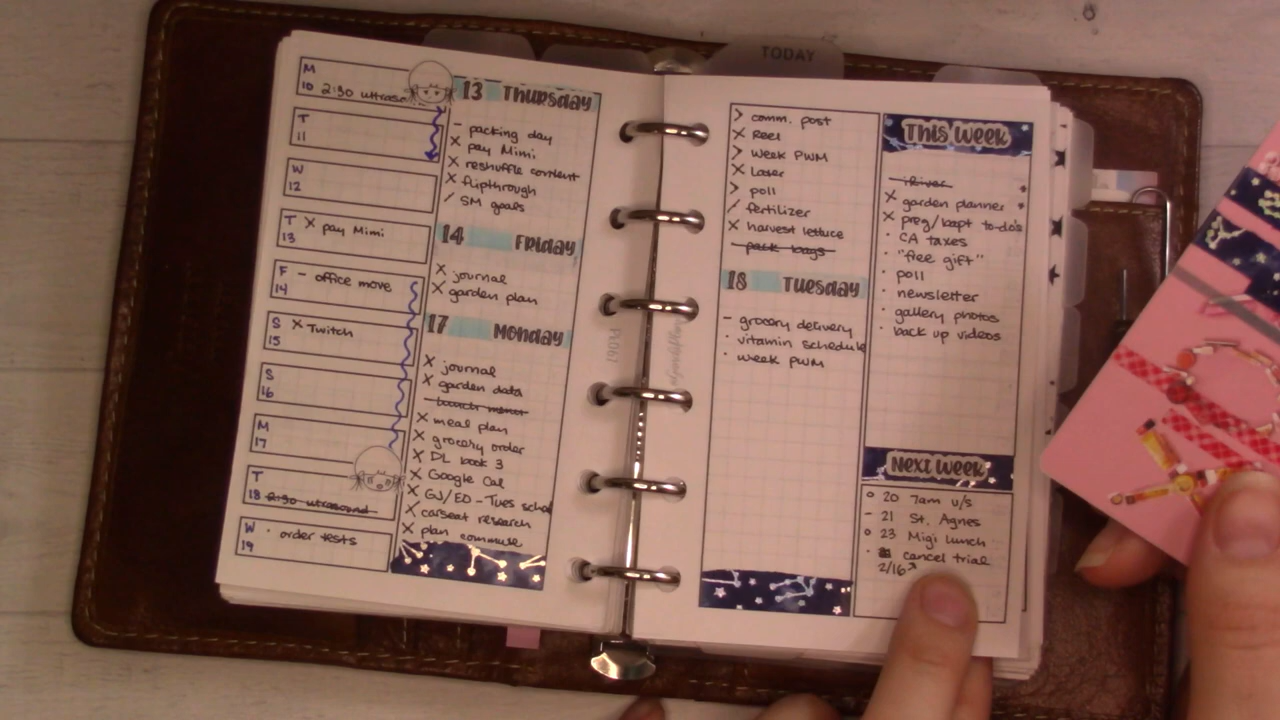 TODAY
M
10 2:30 ultrasound
T
11
W
12
T × pay Mimi
13
F - office move
14
S × Twitch
15
S
16
M
17
T
18 2:30 ultrasound
W · order tests
19
13 Thursday
- packing day
× pay Mimi
× reshuffle content
× flipthrough
/ SM goals
14 Friday
× journal
× garden plan
17 Monday
× journal
× garden data
× meal plan
× grocery order
× DL book 3
× Google Cal
× GJ/EO - Tues sched
× carseat research
× plan commute
> comm. post
× Reel
> week PWM
× Later
> poll
/ fertilizer
× harvest lettuce
pack bags
18 Tuesday
- grocery delivery
· vitamin schedule
· week PWM
This Week
× garden planner *
× preg/bapt to-do's
· CA taxes
· "free gift"
· poll
· newsletter
· gallery photos
· back up videos
Next Week
o 20 7am u/s
- 21 St. Agnes
o 23 Migi lunch
· cancel trial
2/16